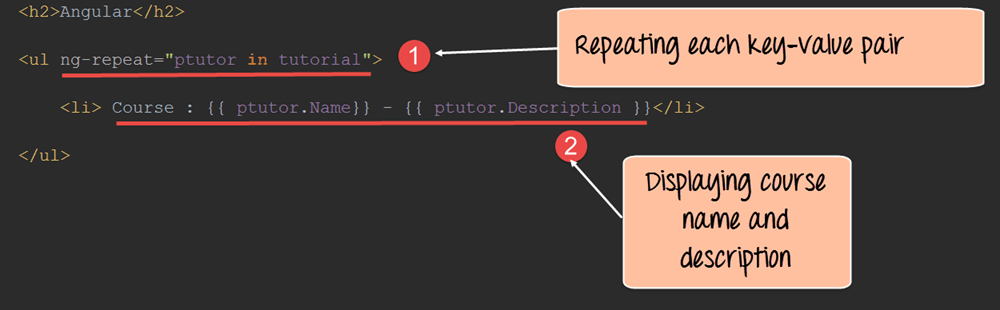 <h2>Angular</h2>
<ul ng-repeat="ptutor in tutorial">
1
Repeating each key-value pair
<li> Course : {{ ptutor.Name}} - {{ ptutor.Description }}</li>
2
</ul>
Displaying course
name and
description